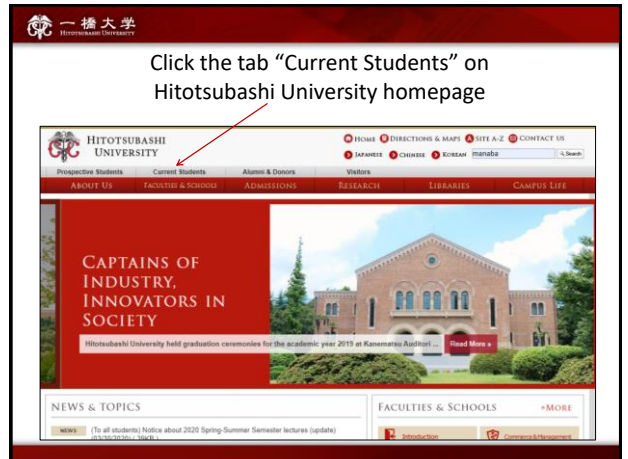 一橋大学
HITOTSUBASHI UNIVERSITY
Click the tab “Current Students” on
Hitotsubashi University homepage
HITOTSUBASHI
UNIVERSITY
HOME DIRECTIONS & MAPS A SITE A-Z CONTACT US
JAPANESE CHINESE KOREAN manaba Search
Prospective Students Current Students Alumni & Donors Visitors
ABOUT US FACULTIES & SCHOOLS ADMISSIONS RESEARCH LIBRARIES CAMPUS LIFE
CAPTAINS OF
INDUSTRY,
INNOVATORS IN
SOCIETY
Hitotsubashi University held graduation ceremonies for the academic year 2019 at Kanematsu Auditori ... Read More »
NEWS & TOPICS
FACULTIES & SCHOOLS »MORE
NEWS (To all students) Notice about 2020 Spring-Summer Semester lectures (update)
(03/30/2020) ( 39KB )
Introduction Commerce & Management